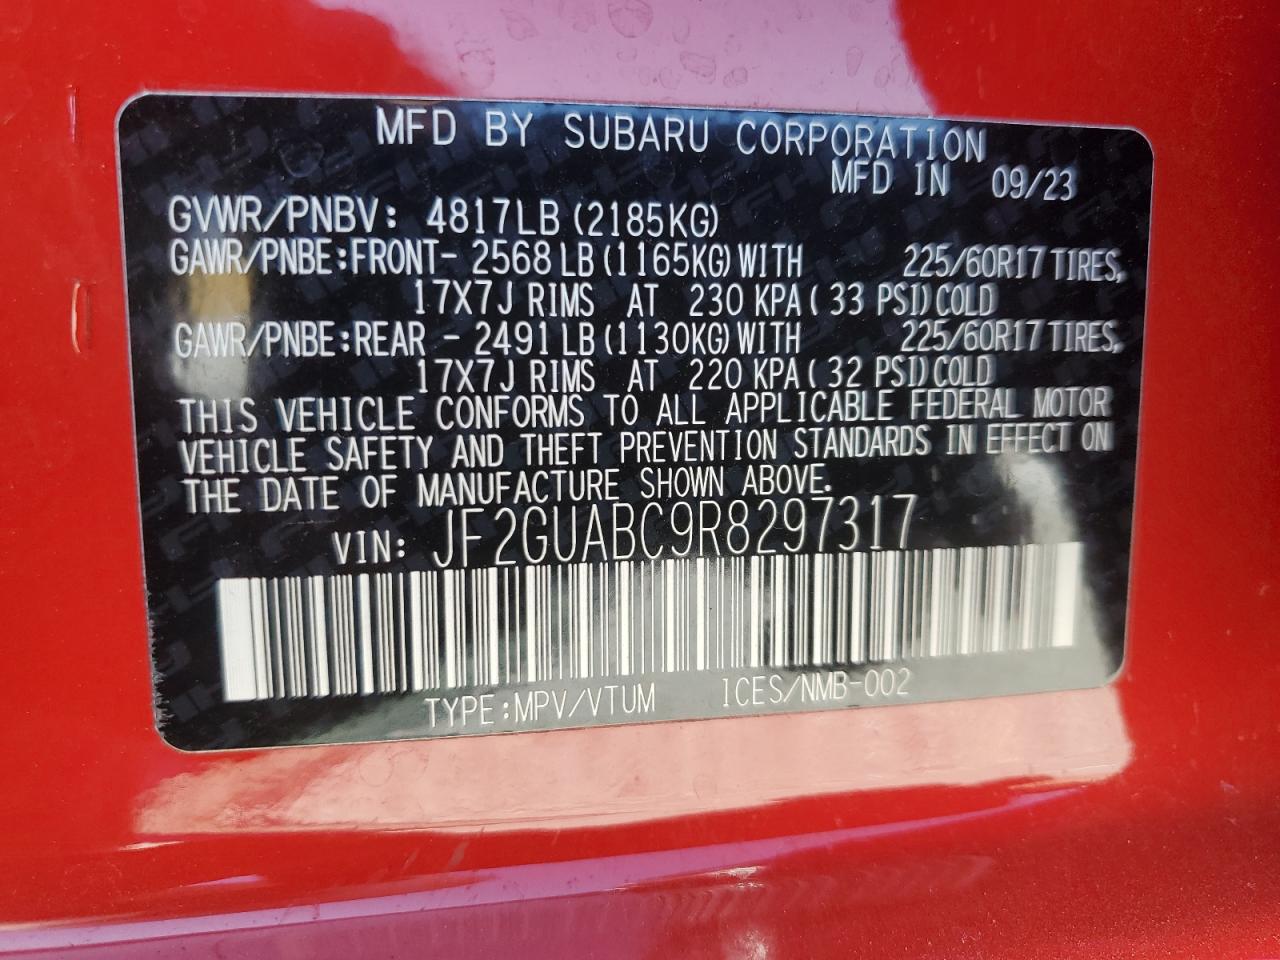 MFD BY SUBARU CORPORATION
MFD IN 09/23
GVWR/PNBV: 4817LB (2185KG)
GAWR/PNBE:FRONT- 2568 LB (1165KG) WITH 225/60R17 TIRES,
17X7J RIMS AT 230 KPA ( 33 PSI) COLD
GAWR/PNBE:REAR - 2491 LB (1130KG) WITH 225/60R17 TIRES,
17X7J RIMS AT 220 KPA ( 32 PSI) COLD
THIS VEHICLE CONFORMS TO ALL APPLICABLE FEDERAL MOTOR
VEHICLE SAFETY AND THEFT PREVENTION STANDARDS IN EFFECT ON
THE DATE OF MANUFACTURE SHOWN ABOVE.
VIN: JF2GUABC9R8297317
TYPE:MPV/VTUM ICES/NMB-002